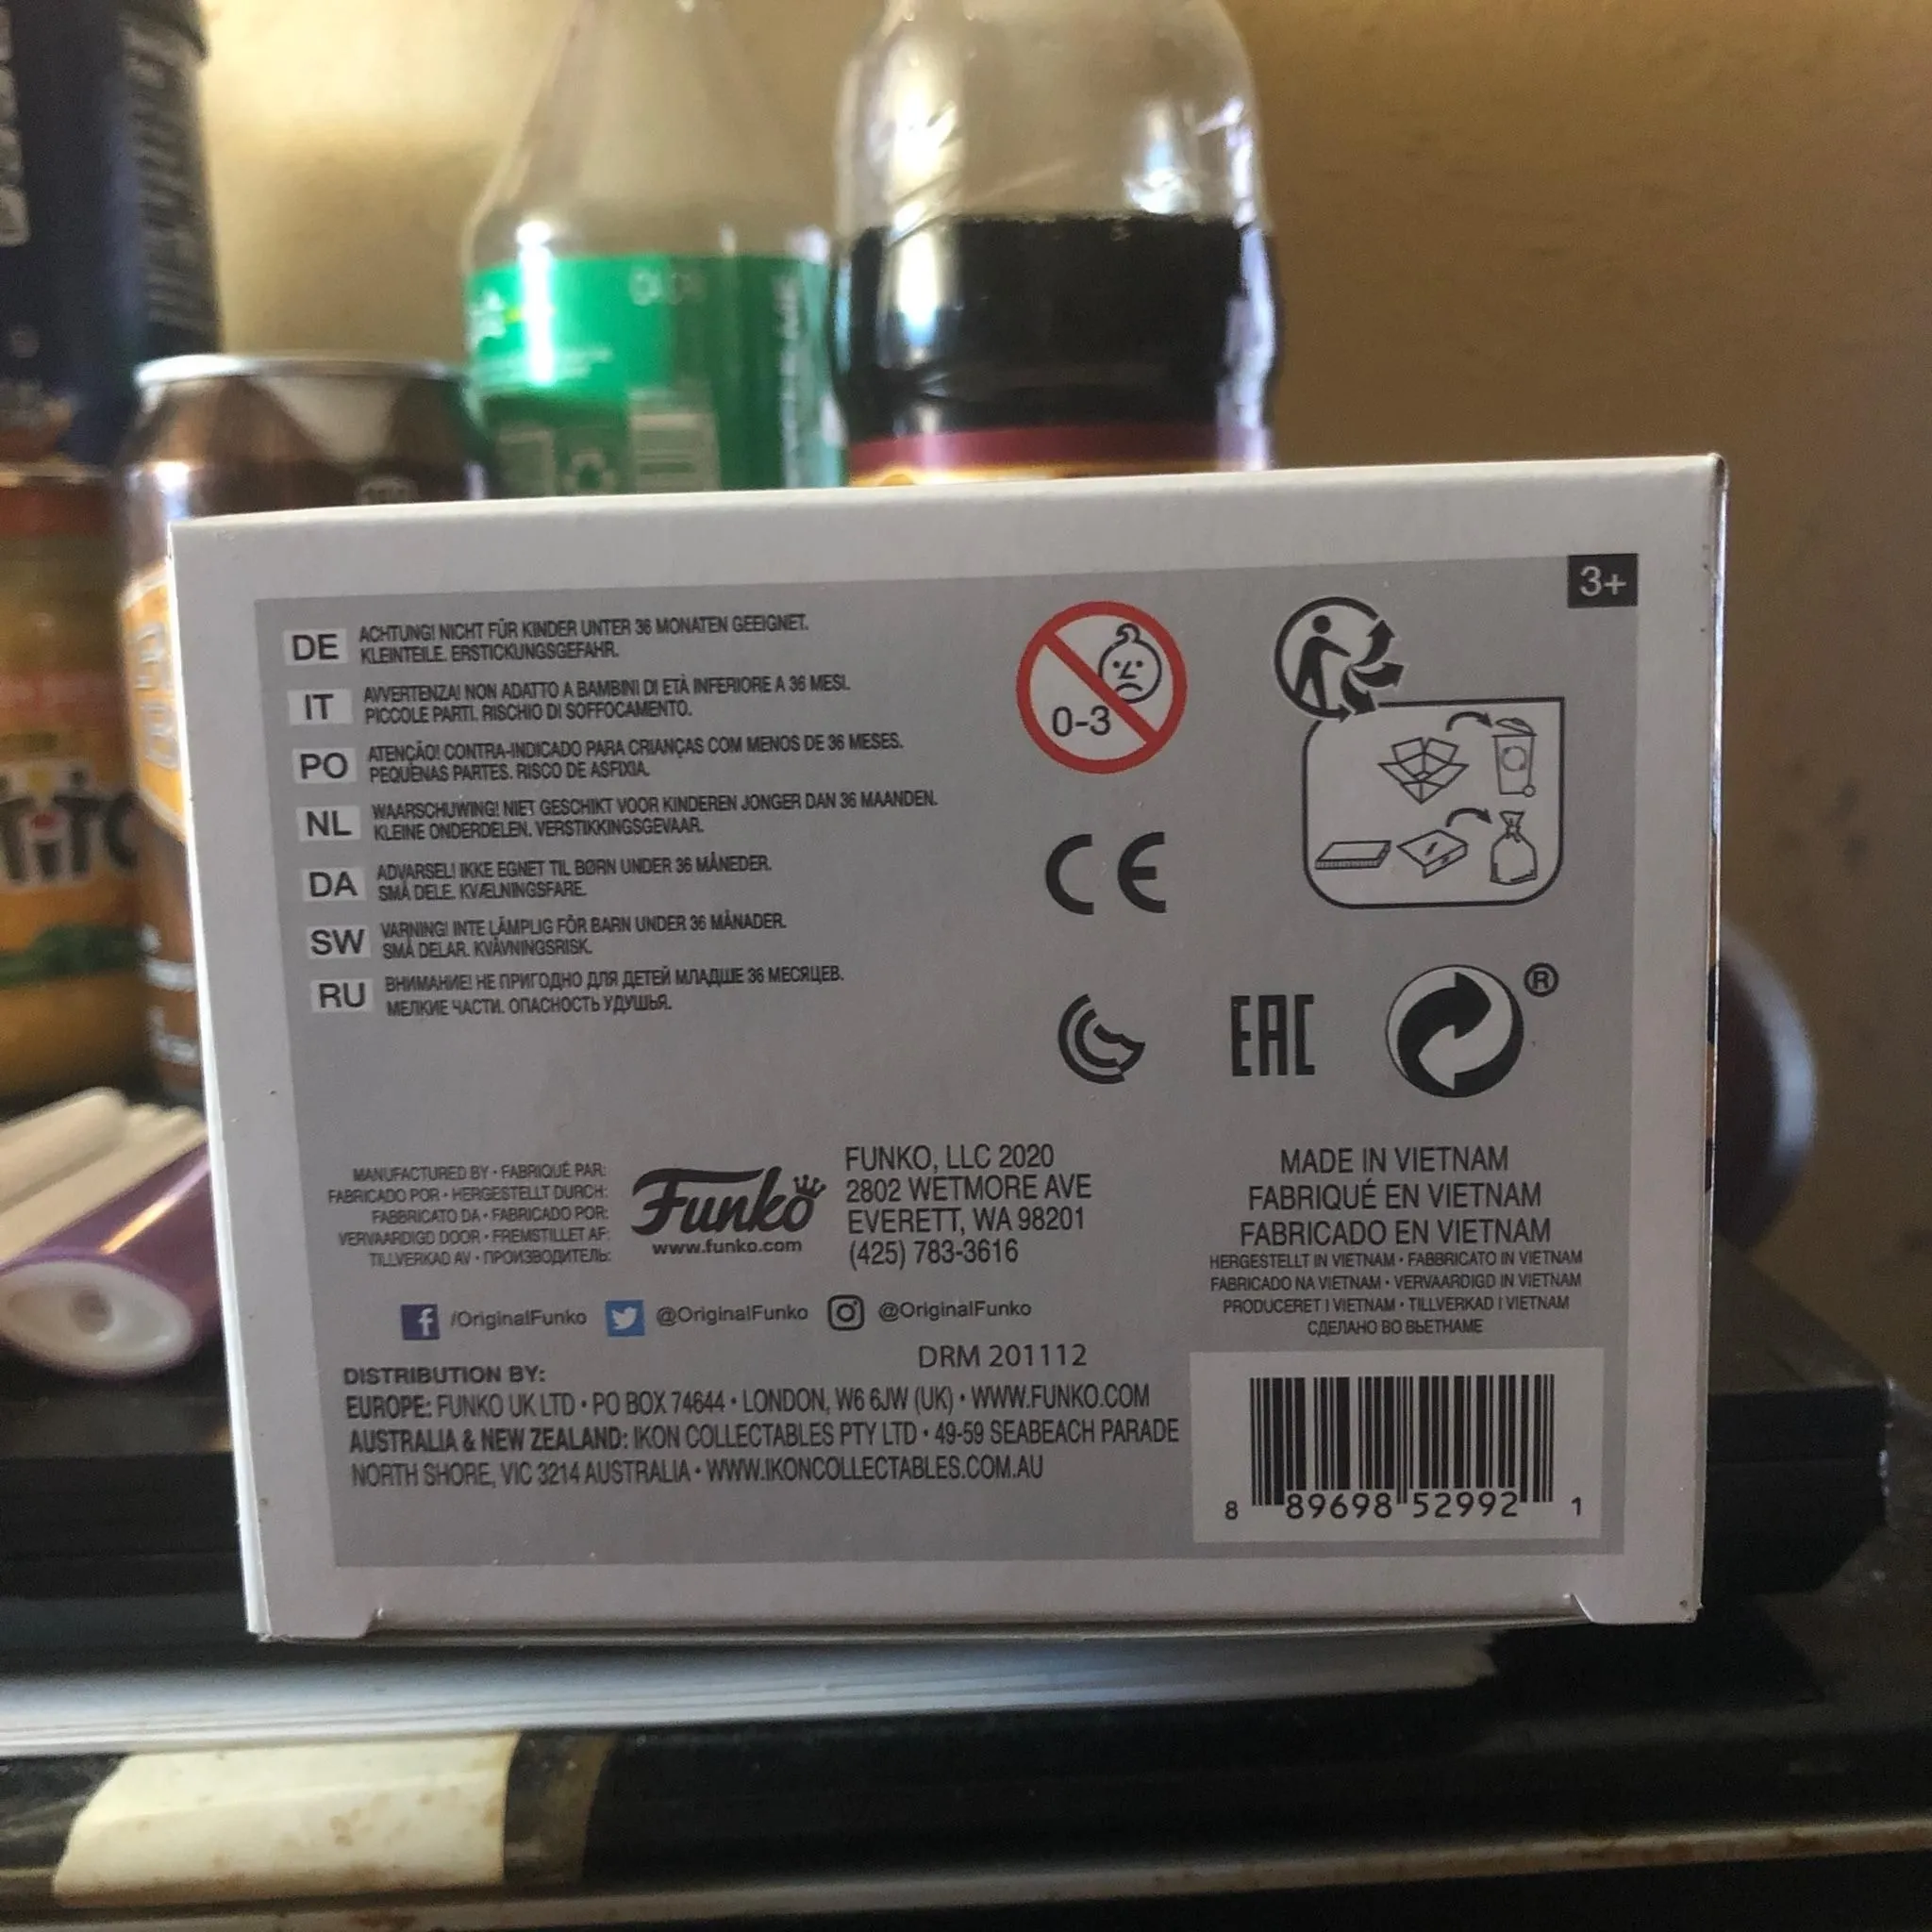 3+
DE
ACHTUNG! NICHT FÜR KINDER UNTER 36 MONATEN GEEIGNET.
KLEINTEILE. ERSTICKUNGSGEFAHR.
IT
AVVERTENZA! NON ADATTO A BAMBINI DI ETÀ INFERIORE A 36 MESI.
PICCOLE PARTI. RISCHIO DI SOFFOCAMENTO.
PO
ATENÇÃO! CONTRA-INDICADO PARA CRIANÇAS COM MENOS DE 36 MESES.
PEQUENAS PARTES. RISCO DE ASFIXIA.
NL
WAARSCHUWING! NIET GESCHIKT VOOR KINDEREN JONGER DAN 36 MAANDEN.
KLEINE ONDERDELEN. VERSTIKKINGSGEVAAR.
DA
ADVARSEL! IKKE EGNET TIL BØRN UNDER 36 MÅNEDER.
SMÅ DELE. KVÆLNINGSFARE.
SW
VARNING! INTE LÄMPLIG FÖR BARN UNDER 36 MÅNADER.
SMÅ DELAR. KVÄVNINGSRISK.
RU
ВНИМАНИЕ! НЕ ПРИГОДНО ДЛЯ ДЕТЕЙ МЛАДШЕ 36 МЕСЯЦЕВ.
МЕЛКИЕ ЧАСТИ. ОПАСНОСТЬ УДУШЬЯ.
0-3
CE
EAC
®
MANUFACTURED BY • FABRIQUÉ PAR:
FABRICADO POR • HERGESTELLT DURCH:
FABBRICATO DA • FABRICADO POR:
VERVAARDIGD DOOR • FREMSTILLET AF:
TILLVERKAD AV • ПРОИЗВОДИТЕЛЬ:
Funko
www.funko.com
FUNKO, LLC 2020
2802 WETMORE AVE
EVERETT, WA 98201
(425) 783-3616
MADE IN VIETNAM
FABRIQUÉ EN VIETNAM
FABRICADO EN VIETNAM
HERGESTELLT IN VIETNAM • FABBRICATO IN VIETNAM
FABRICADO NA VIETNAM • VERVAARDIGD IN VIETNAM
PRODUCERET I VIETNAM • TILLVERKAD I VIETNAM
СДЕЛАНО ВО ВЬЕТНАМЕ
/OriginalFunko @OriginalFunko @OriginalFunko
DRM 201112
DISTRIBUTION BY:
EUROPE: FUNKO UK LTD • PO BOX 74644 • LONDON, W6 6JW (UK) • WWW.FUNKO.COM
AUSTRALIA & NEW ZEALAND: IKON COLLECTABLES PTY LTD • 49-59 SEABEACH PARADE
NORTH SHORE, VIC 3214 AUSTRALIA • WWW.IKONCOLLECTABLES.COM.AU
8 89698 52992 1